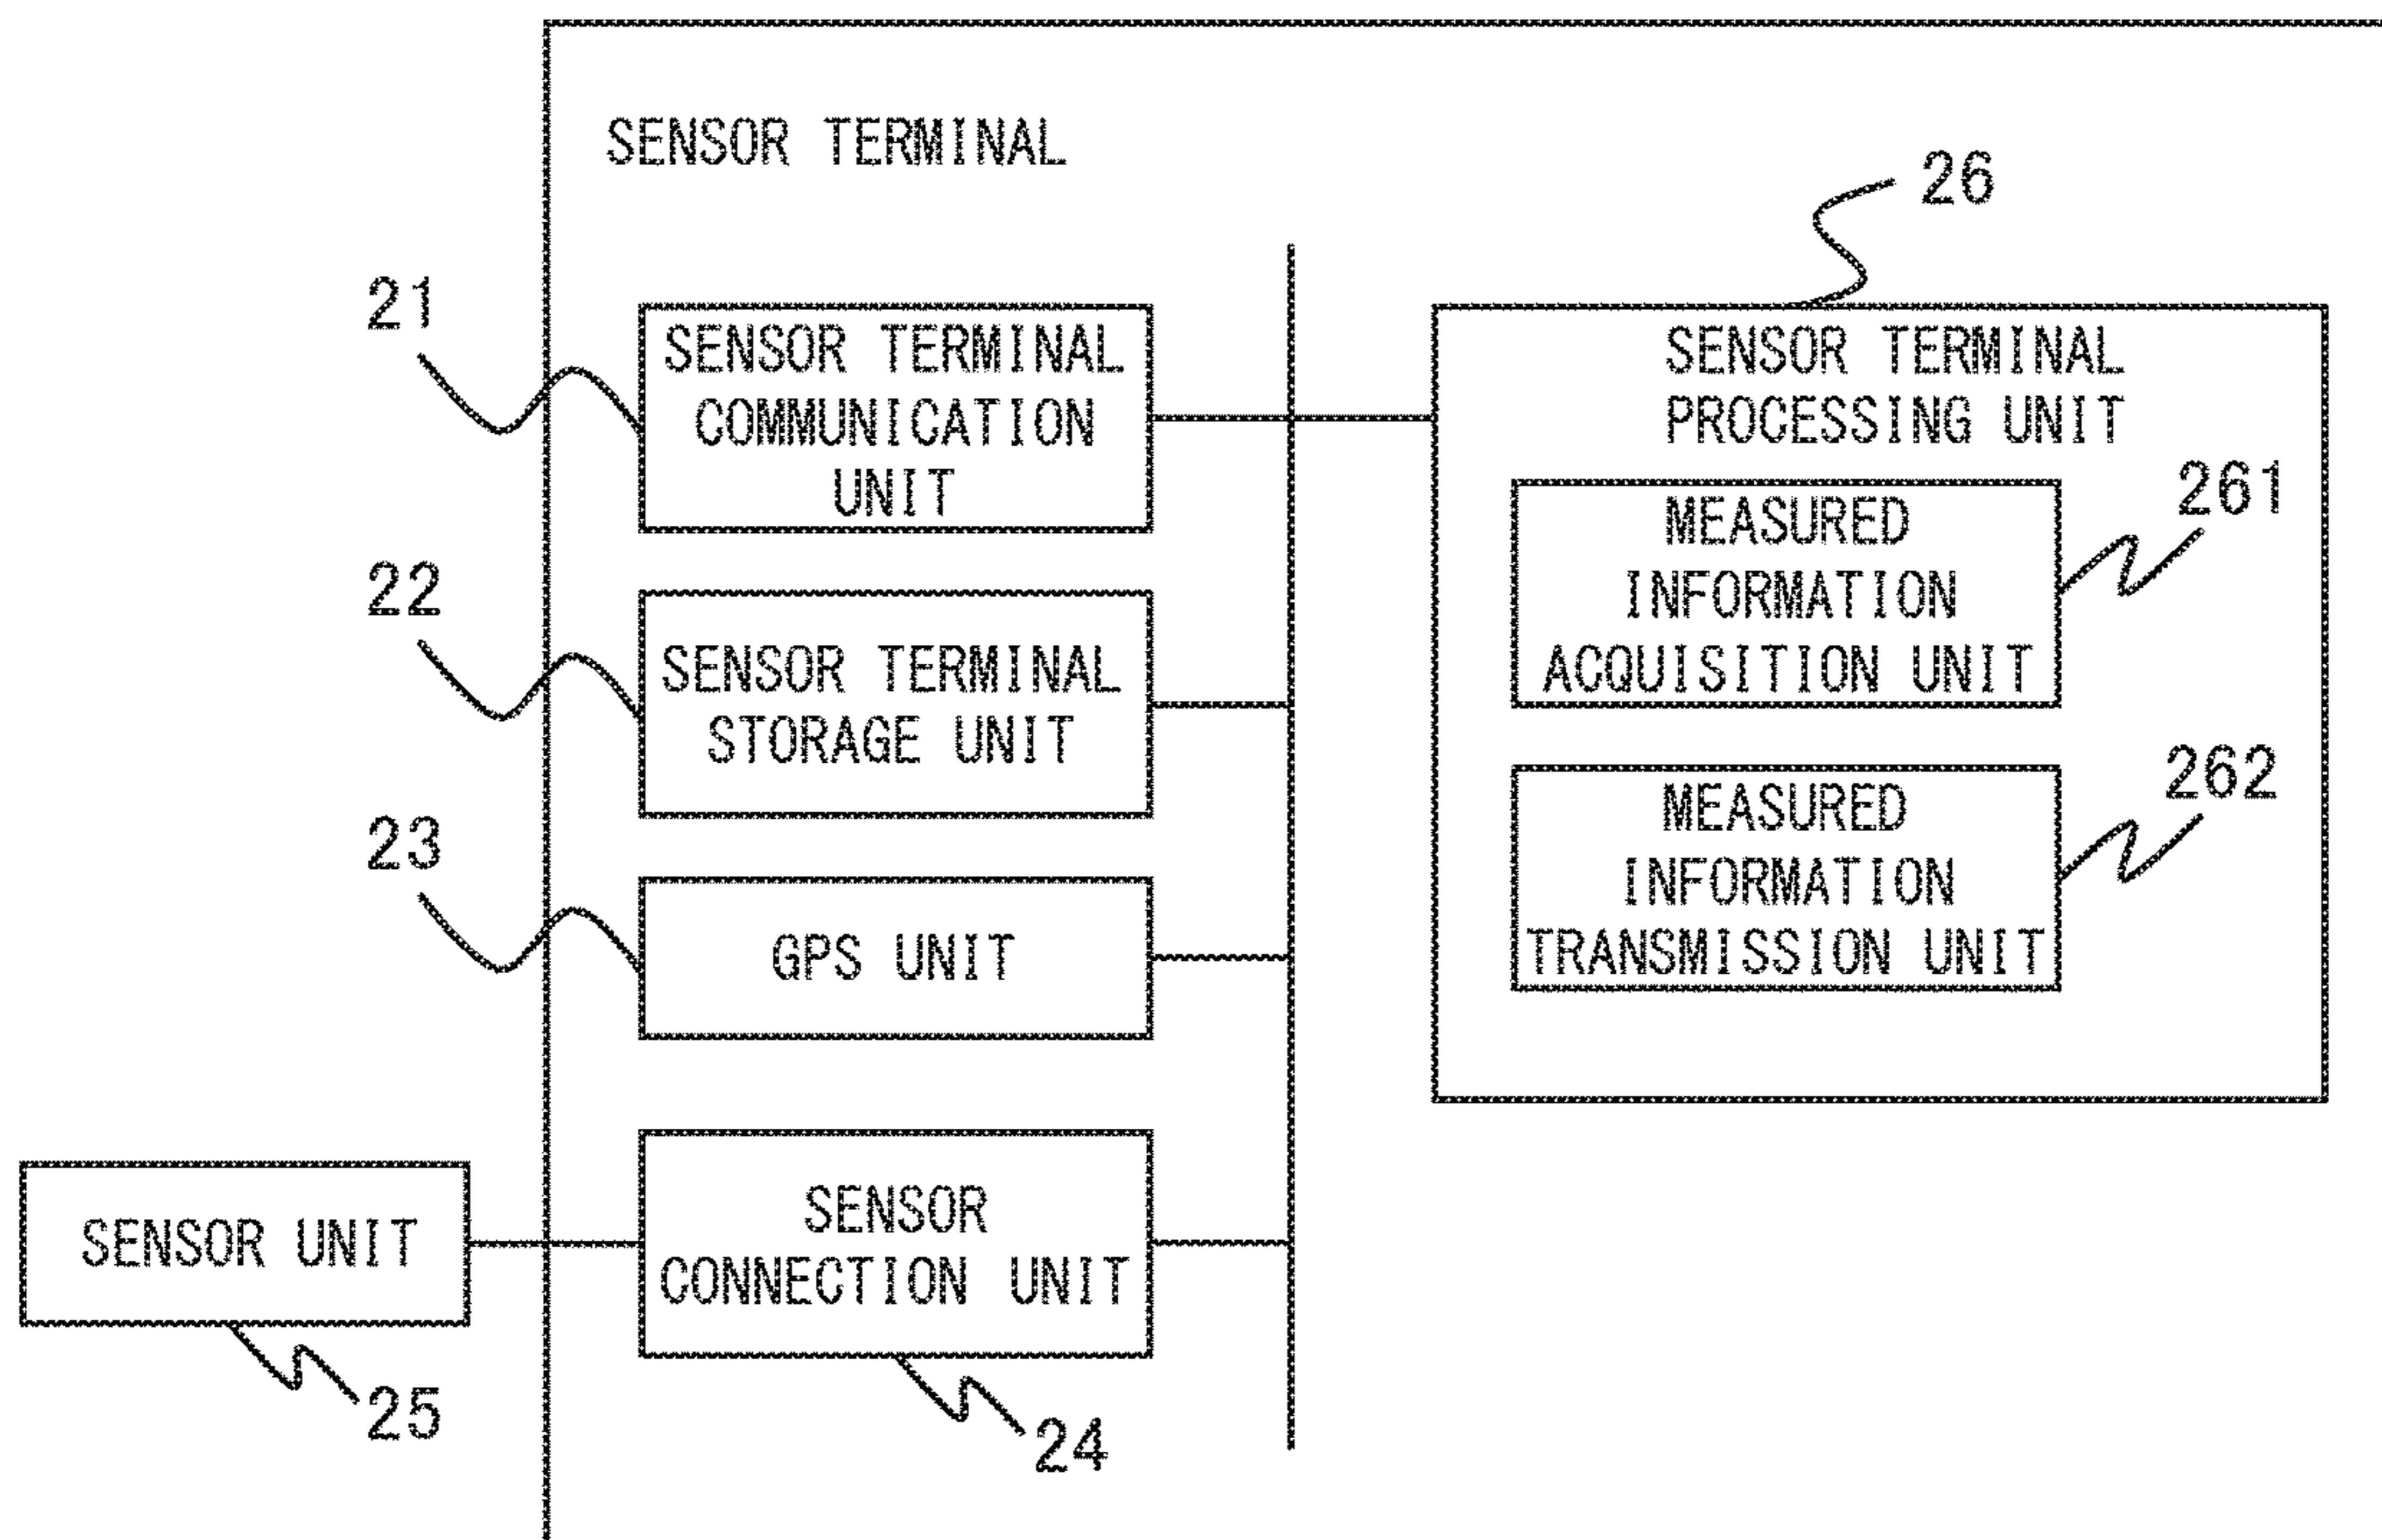 SENSOR TERMINAL
26
21
SENSOR TERMINAL
COMMUNICATION
UNIT
SENSOR TERMINAL
PROCESSING UNIT
261
MEASURED
INFORMATION
ACQUISITION UNIT
22
SENSOR TERMINAL
STORAGE UNIT
262
MEASURED
INFORMATION
TRANSMISSION UNIT
23
GPS UNIT
SENSOR UNIT
25
SENSOR
CONNECTION UNIT
24